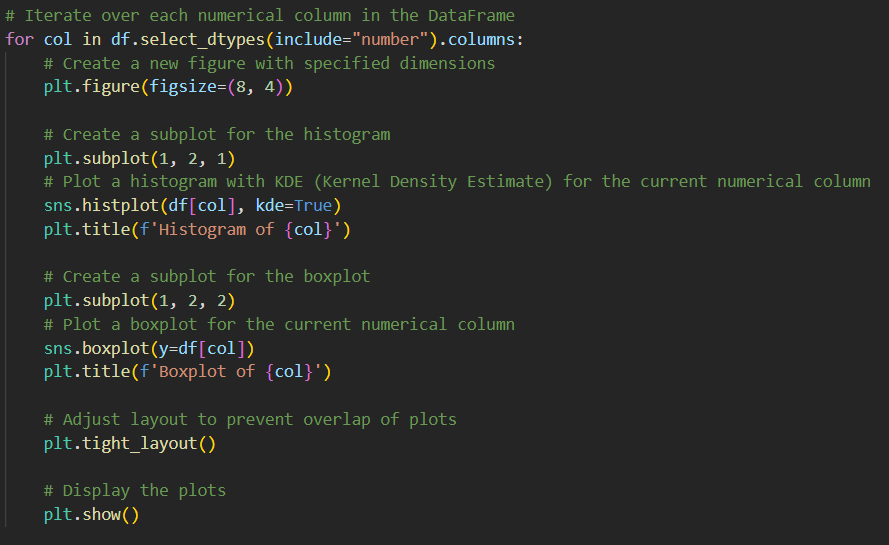 # Iterate over each numerical column in the DataFrame
for col in df.select_dtypes(include="number").columns:
    # Create a new figure with specified dimensions
    plt.figure(figsize=(8, 4))

    # Create a subplot for the histogram
    plt.subplot(1, 2, 1)
    # Plot a histogram with KDE (Kernel Density Estimate) for the current numerical column
    sns.histplot(df[col], kde=True)
    plt.title(f'Histogram of {col}')

    # Create a subplot for the boxplot
    plt.subplot(1, 2, 2)
    # Plot a boxplot for the current numerical column
    sns.boxplot(y=df[col])
    plt.title(f'Boxplot of {col}')

    # Adjust layout to prevent overlap of plots
    plt.tight_layout()

    # Display the plots
    plt.show()